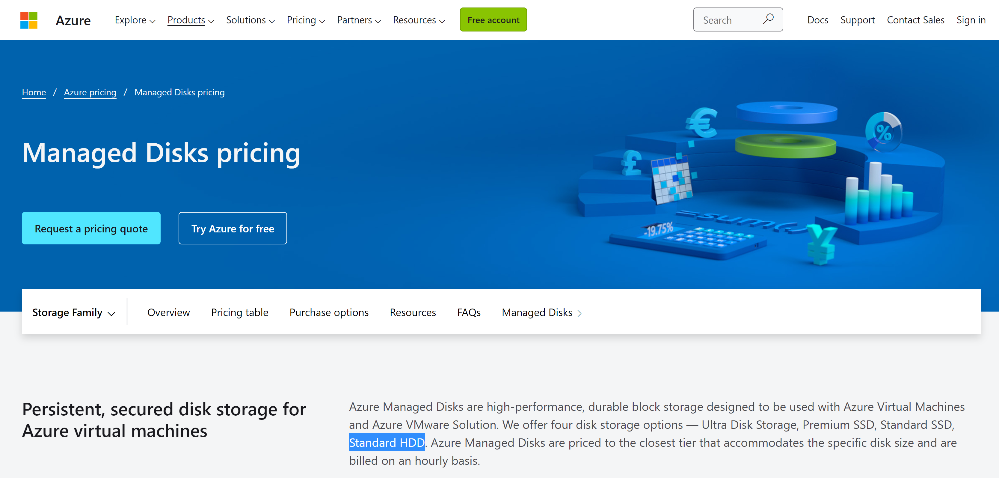 Azure
Explore
Products
Solutions
Pricing
Partners
Resources
Free account
Search
Docs
Support
Contact Sales
Sign in
Home / Azure pricing / Managed Disks pricing
Managed Disks pricing
Request a pricing quote
Try Azure for free
€
£
%
=sum(
-19.75%
¥
Storage Family
Overview
Pricing table
Purchase options
Resources
FAQs
Managed Disks
Persistent, secured disk storage for
Azure virtual machines
Azure Managed Disks are high-performance, durable block storage designed to be used with Azure Virtual Machines
and Azure VMware Solution. We offer four disk storage options — Ultra Disk Storage, Premium SSD, Standard SSD,
Standard HDD. Azure Managed Disks are priced to the closest tier that accommodates the specific disk size and are
billed on an hourly basis.